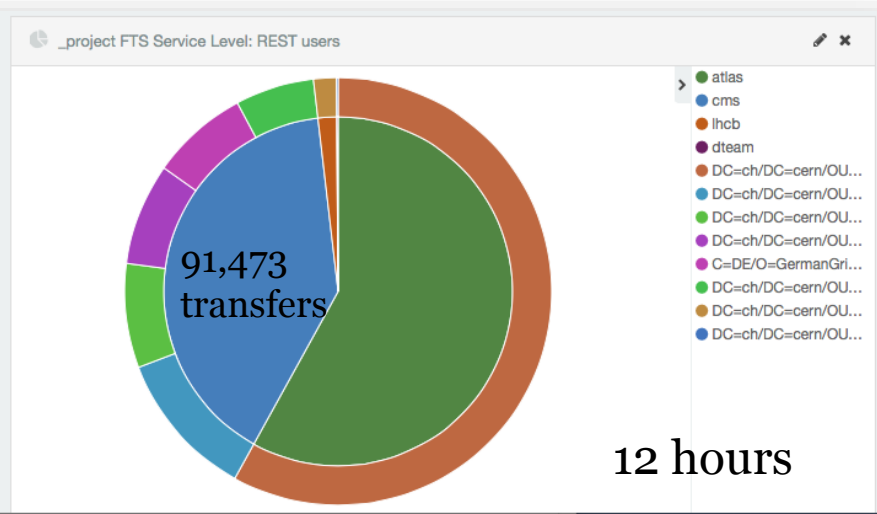 _project FTS Service Level: REST users
atlas
cms
lhcb
dteam
DC=ch/DC=cern/OU...
DC=ch/DC=cern/OU...
DC=ch/DC=cern/OU...
DC=ch/DC=cern/OU...
C=DE/O=GermanGri...
DC=ch/DC=cern/OU...
DC=ch/DC=cern/OU...
DC=ch/DC=cern/OU...
91,473
transfers
12 hours